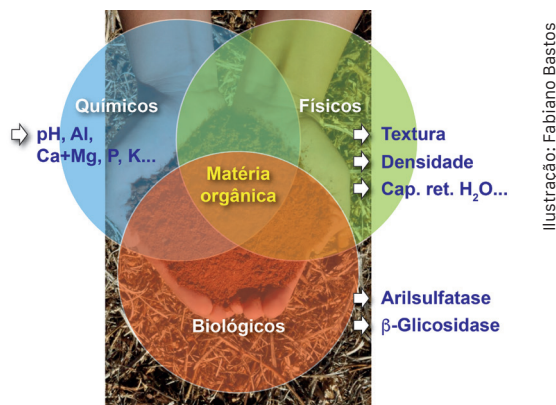 Químicos
pH, Al,
Ca+Mg, P, K...
Físicos
Textura
Densidade
Cap. ret. H₂O...
Matéria
orgânica
Biológicos
Arilsulfatase
β-Glicosidase
Ilustração: Fabiano Bastos